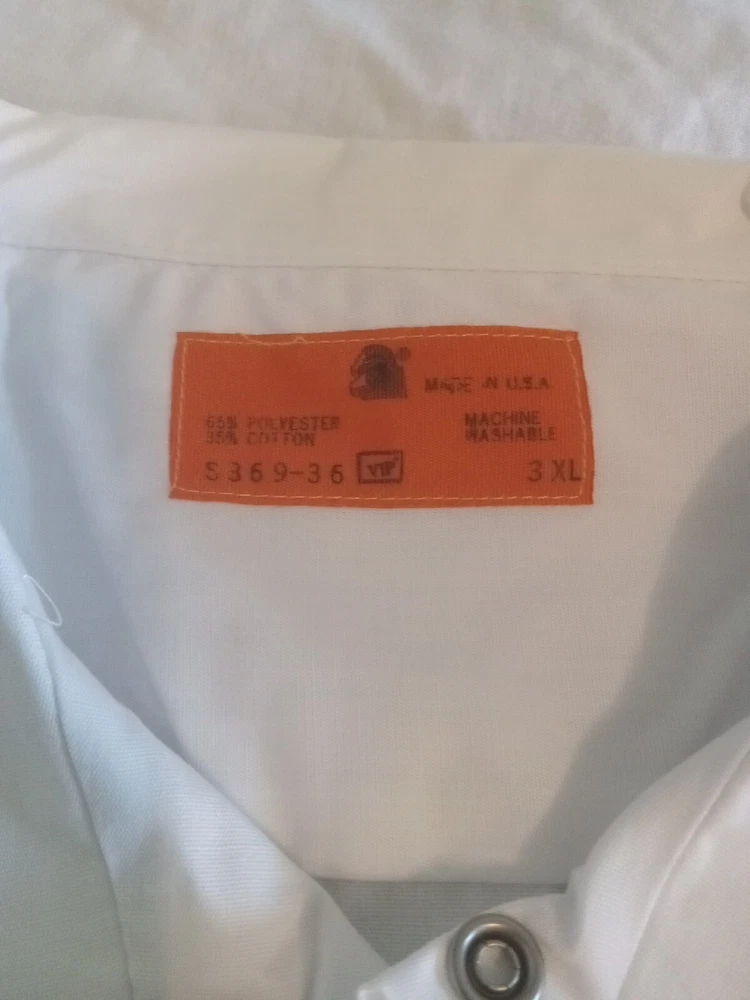 ®
MADE IN U.S.A.
65% POLYESTER
35% COTTON
MACHINE
WASHABLE
S369-36 VIP 3XL